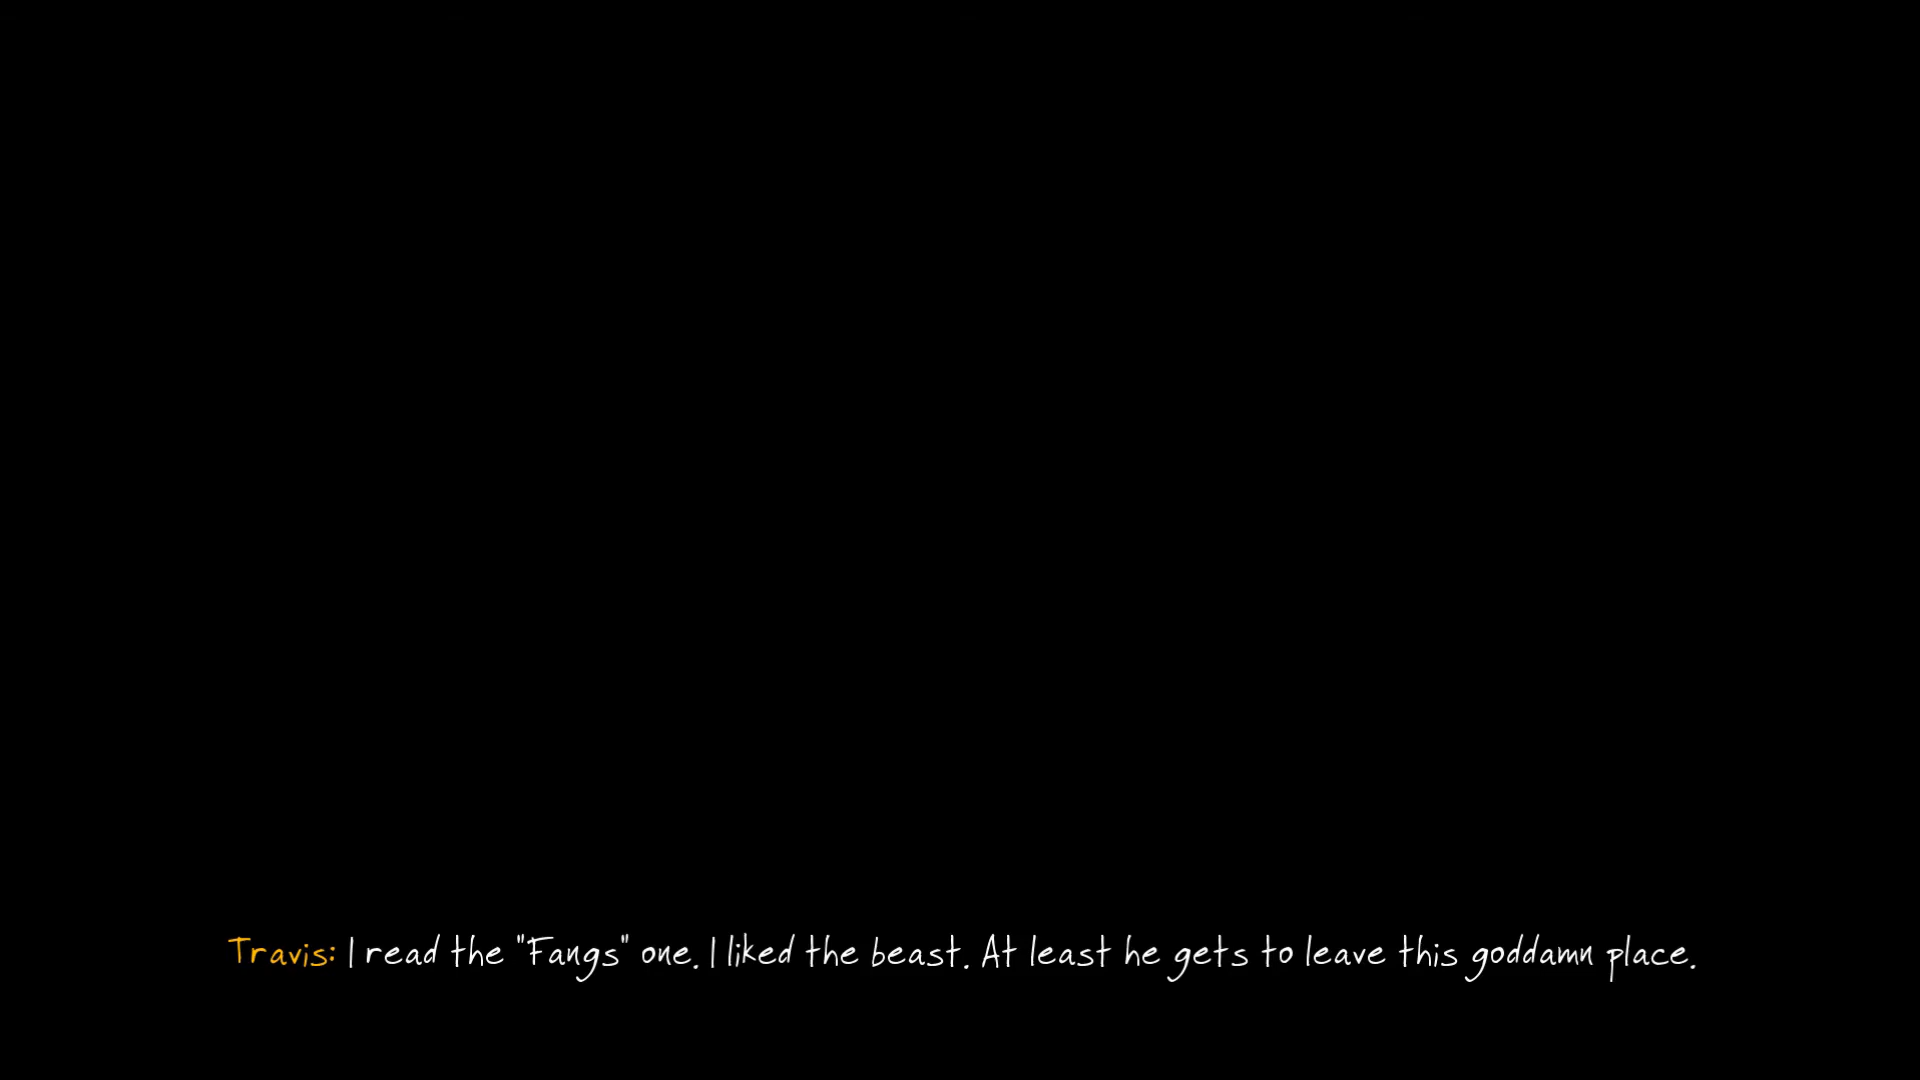 Travis: I read the "Fangs" one. I liked the beast. At least he gets to leave this goddamn place.